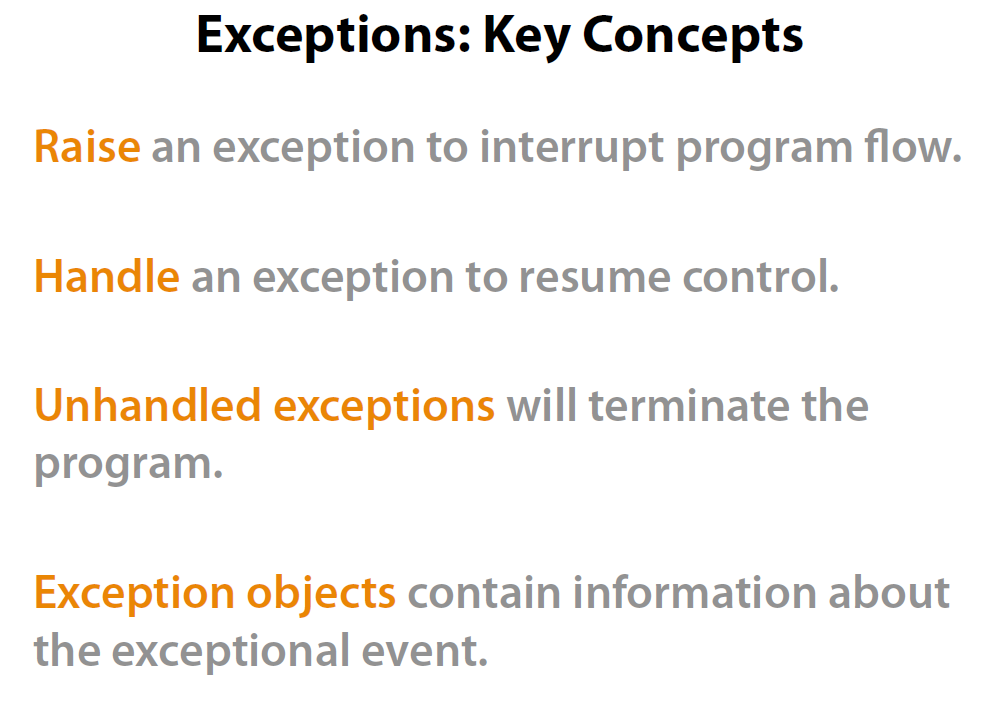 Exceptions: Key Concepts
Raise an exception to interrupt program flow.
Handle an exception to resume control.
Unhandled exceptions will terminate the
program.
Exception objects contain information about
the exceptional event.